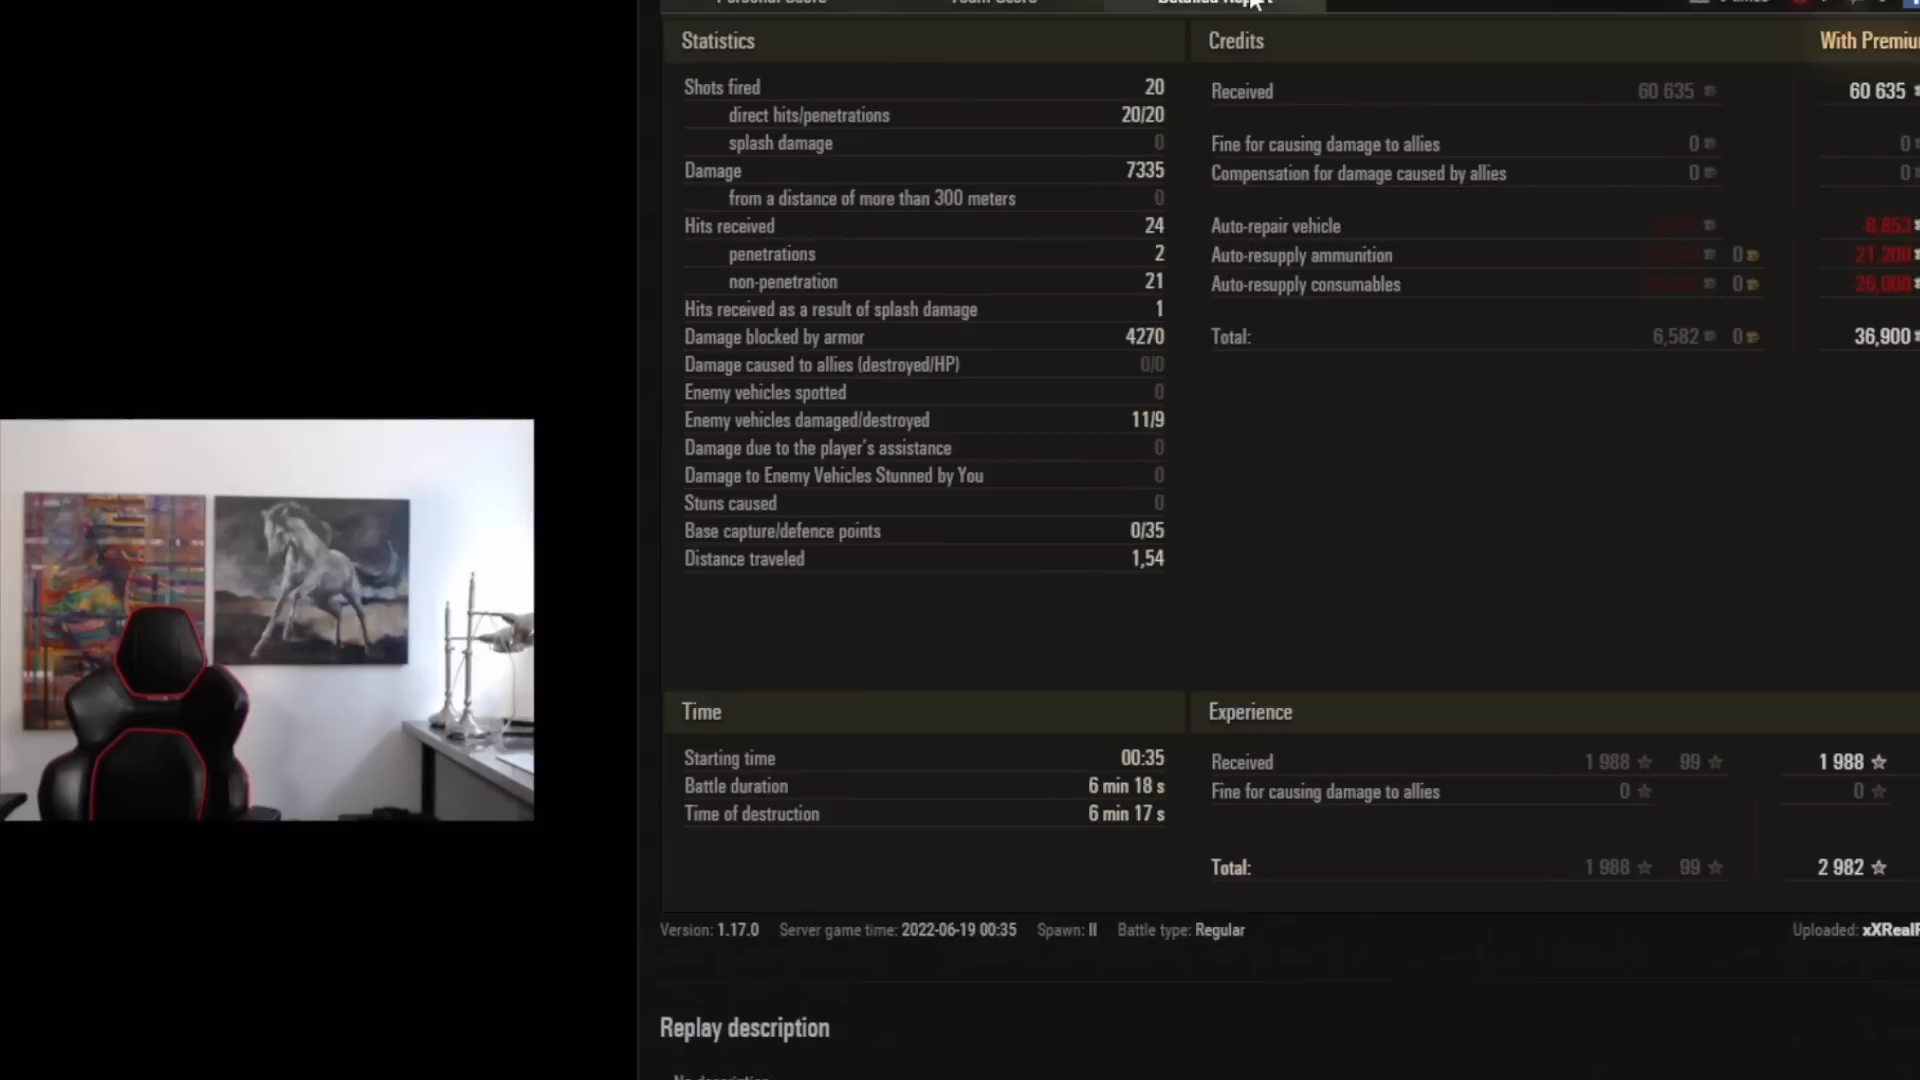 Detailed Report
Statistics
Shots fired 20
direct hits/penetrations 20/20
splash damage 0
Damage 7335
from a distance of more than 300 meters 0
Hits received 24
penetrations 2
non-penetration 21
Hits received as a result of splash damage 1
Damage blocked by armor 4270
Damage caused to allies (destroyed/HP) 0/0
Enemy vehicles spotted 0
Enemy vehicles damaged/destroyed 11/9
Damage due to the player's assistance 0
Damage to Enemy Vehicles Stunned by You 0
Stuns caused 0
Base capture/defence points 0/35
Distance traveled 1,54
Credits With
Received 60 635 60 635
Fine for causing damage to allies 0 0
Compensation for damage caused by allies 0 0
Auto-repair vehicle
Auto-resupply ammunition 0 21,200
Auto-resupply consumables 0
Total: 6,582 0 36,900
Time
Starting time 00:35
Battle duration 6 min 18 s
Time of destruction 6 min 17 s
Experience
Received 1 988 99 1 988
Fine for causing damage to allies 0 0
Total: 1 988 99 2 982
Version: 1.17.0 Server game time: 2022-06-19 00:35 Spawn: II Battle type: Regular Uploaded:
Replay description